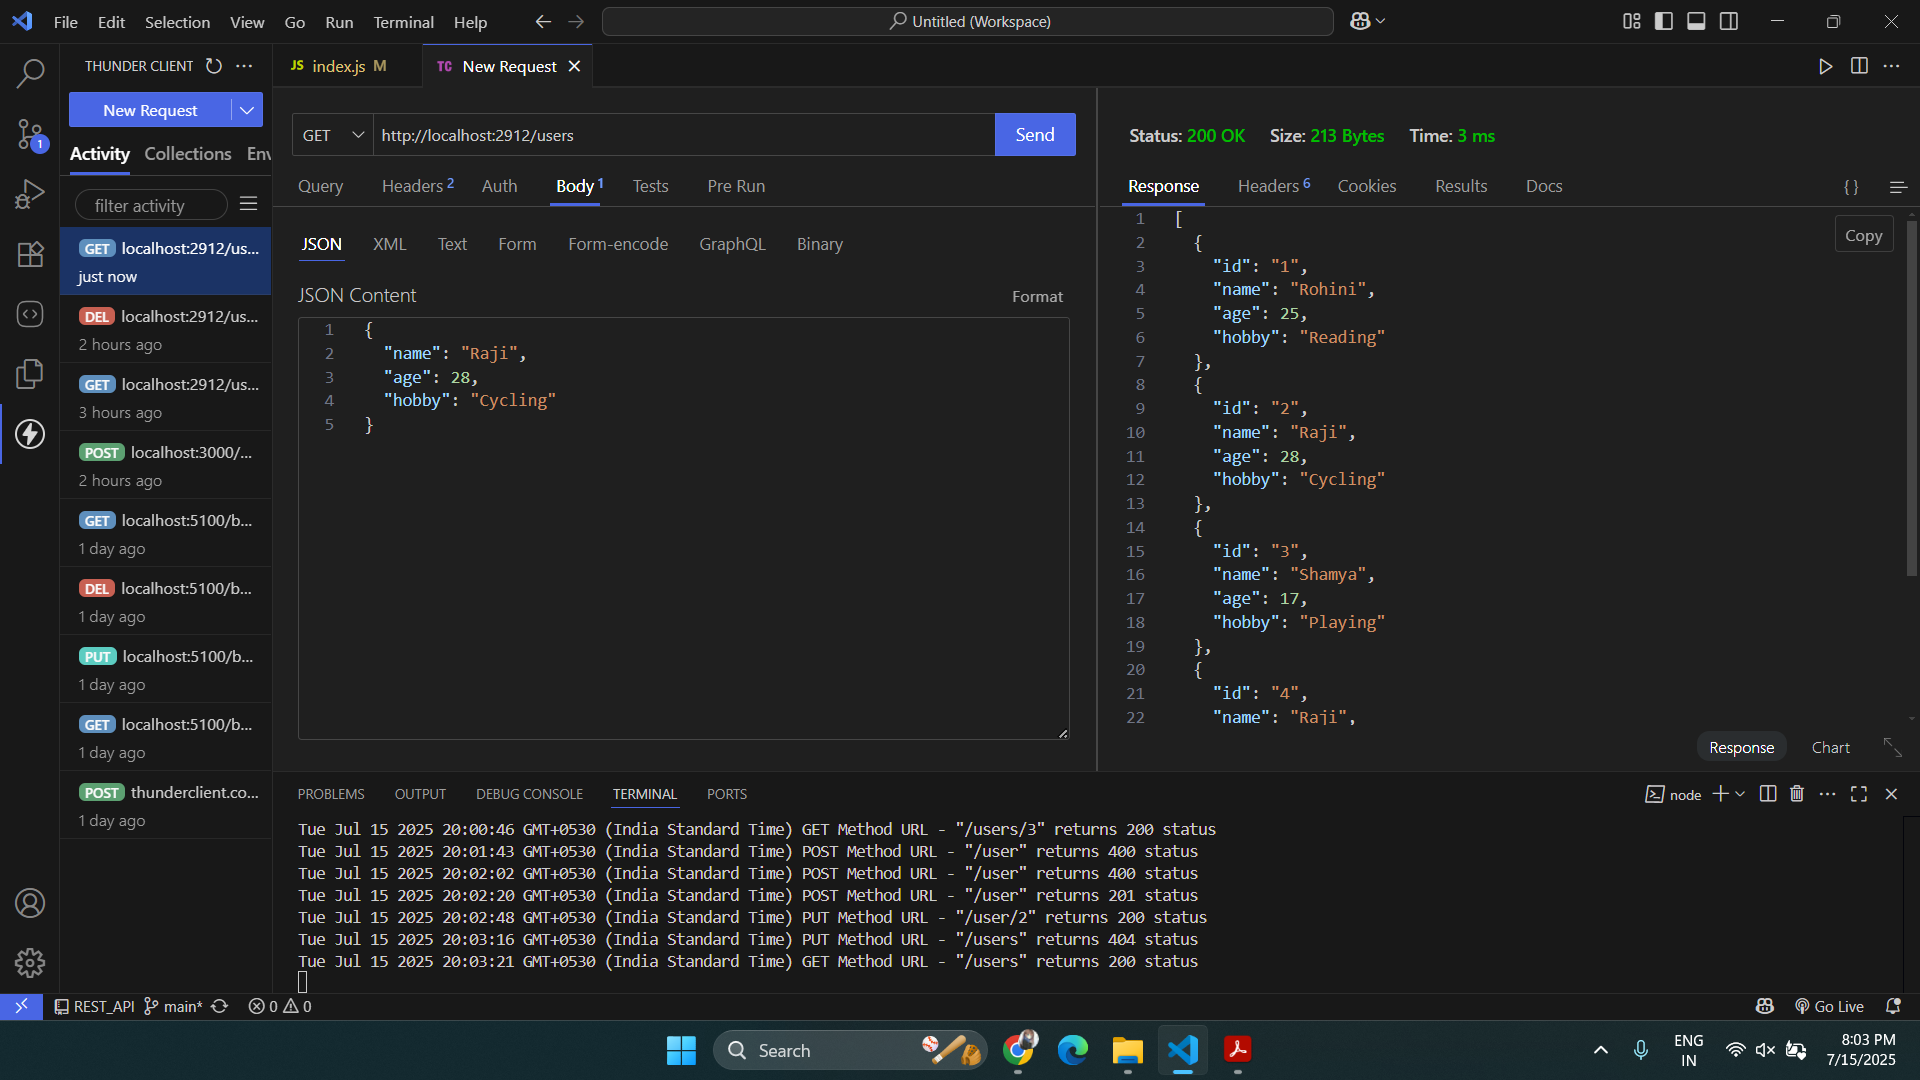 File Edit Selection View Go Run Terminal Help
Untitled (Workspace)
THUNDER CLIENT
New Request
Activity Collections Env
filter activity
GET localhost:2912/us...
just now
DEL localhost:2912/us...
2 hours ago
GET localhost:2912/us...
3 hours ago
POST localhost:3000/...
2 hours ago
GET localhost:5100/b...
1 day ago
DEL localhost:5100/b...
1 day ago
PUT localhost:5100/b...
1 day ago
GET localhost:5100/b...
1 day ago
POST thunderclient.co...
1 day ago
1
JS index.js M
TC New Request
GET http://localhost:2912/users Send
Query Headers 2 Auth Body 1 Tests Pre Run
JSON XML Text Form Form-encode GraphQL Binary
JSON Content Format
1 {
2 "name": "Raji",
3 "age": 28,
4 "hobby": "Cycling"
5 }
Status: 200 OK Size: 213 Bytes Time: 3 ms
Response Headers 6 Cookies Results Docs { }
Copy
1 [
2 {
3 "id": "1",
4 "name": "Rohini",
5 "age": 25,
6 "hobby": "Reading"
7 },
8 {
9 "id": "2",
10 "name": "Raji",
11 "age": 28,
12 "hobby": "Cycling"
13 },
14 {
15 "id": "3",
16 "name": "Shamya",
17 "age": 17,
18 "hobby": "Playing"
19 },
20 {
21 "id": "4",
22 "name": "Raji",
Response Chart
PROBLEMS OUTPUT DEBUG CONSOLE TERMINAL PORTS
node
Tue Jul 15 2025 20:00:46 GMT+0530 (India Standard Time) GET Method URL - "/users/3" returns 200 status
Tue Jul 15 2025 20:01:43 GMT+0530 (India Standard Time) POST Method URL - "/user" returns 400 status
Tue Jul 15 2025 20:02:02 GMT+0530 (India Standard Time) POST Method URL - "/user" returns 400 status
Tue Jul 15 2025 20:02:20 GMT+0530 (India Standard Time) POST Method URL - "/user" returns 201 status
Tue Jul 15 2025 20:02:48 GMT+0530 (India Standard Time) PUT Method URL - "/user/2" returns 200 status
Tue Jul 15 2025 20:03:16 GMT+0530 (India Standard Time) PUT Method URL - "/users" returns 404 status
Tue Jul 15 2025 20:03:21 GMT+0530 (India Standard Time) GET Method URL - "/users" returns 200 status
REST_API main* 0 0
Go Live
Search
ENG
IN
8:03 PM
7/15/2025